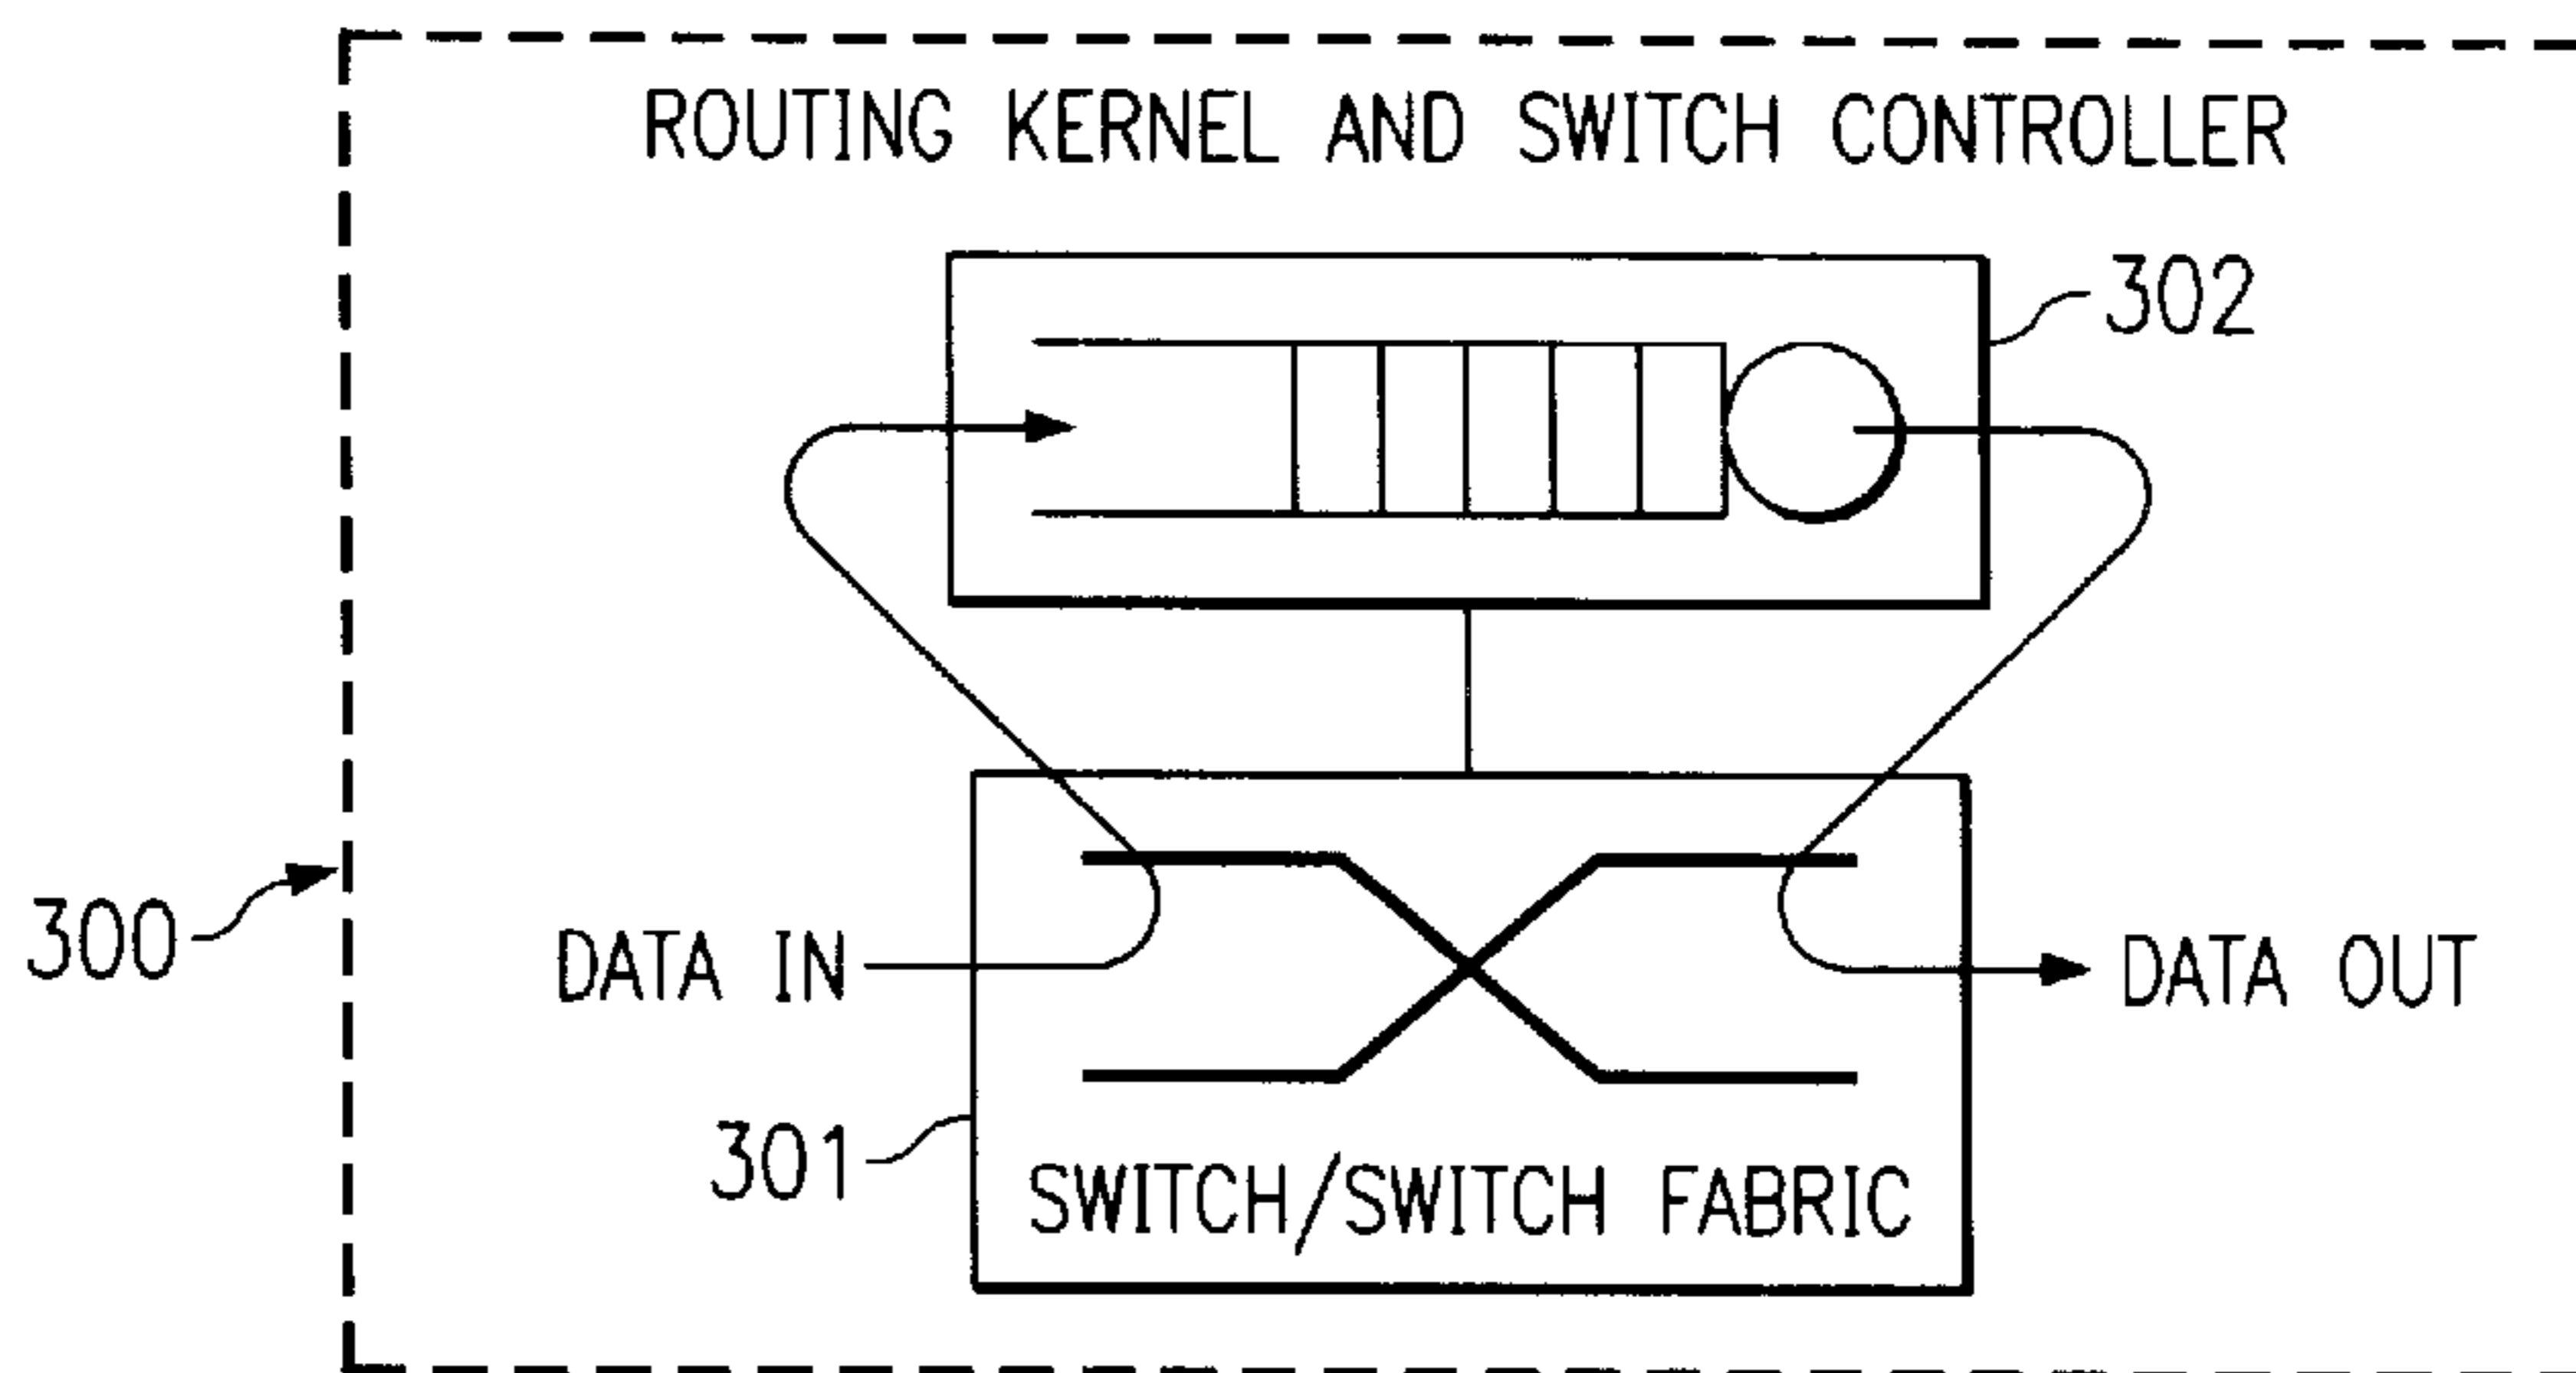 ROUTING KERNEL AND SWITCH CONTROLLER
302
300
DATA IN
DATA OUT
301
SWITCH/SWITCH FABRIC